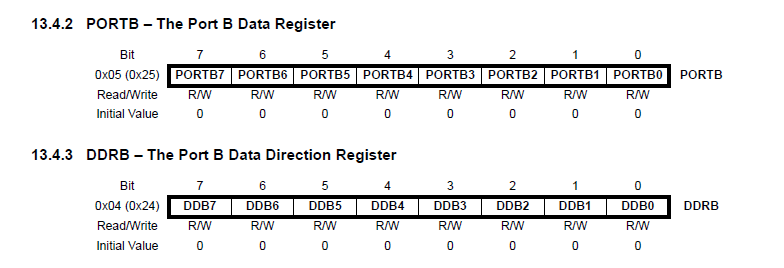 13.4.2 PORTB – The Port B Data Register
Bit 7 6 5 4 3 2 1 0
0x05 (0x25) PORTB7 PORTB6 PORTB5 PORTB4 PORTB3 PORTB2 PORTB1 PORTB0 PORTB
Read/Write R/W R/W R/W R/W R/W R/W R/W R/W
Initial Value 0 0 0 0 0 0 0 0
13.4.3 DDRB – The Port B Data Direction Register
Bit 7 6 5 4 3 2 1 0
0x04 (0x24) DDB7 DDB6 DDB5 DDB4 DDB3 DDB2 DDB1 DDB0 DDRB
Read/Write R/W R/W R/W R/W R/W R/W R/W R/W
Initial Value 0 0 0 0 0 0 0 0